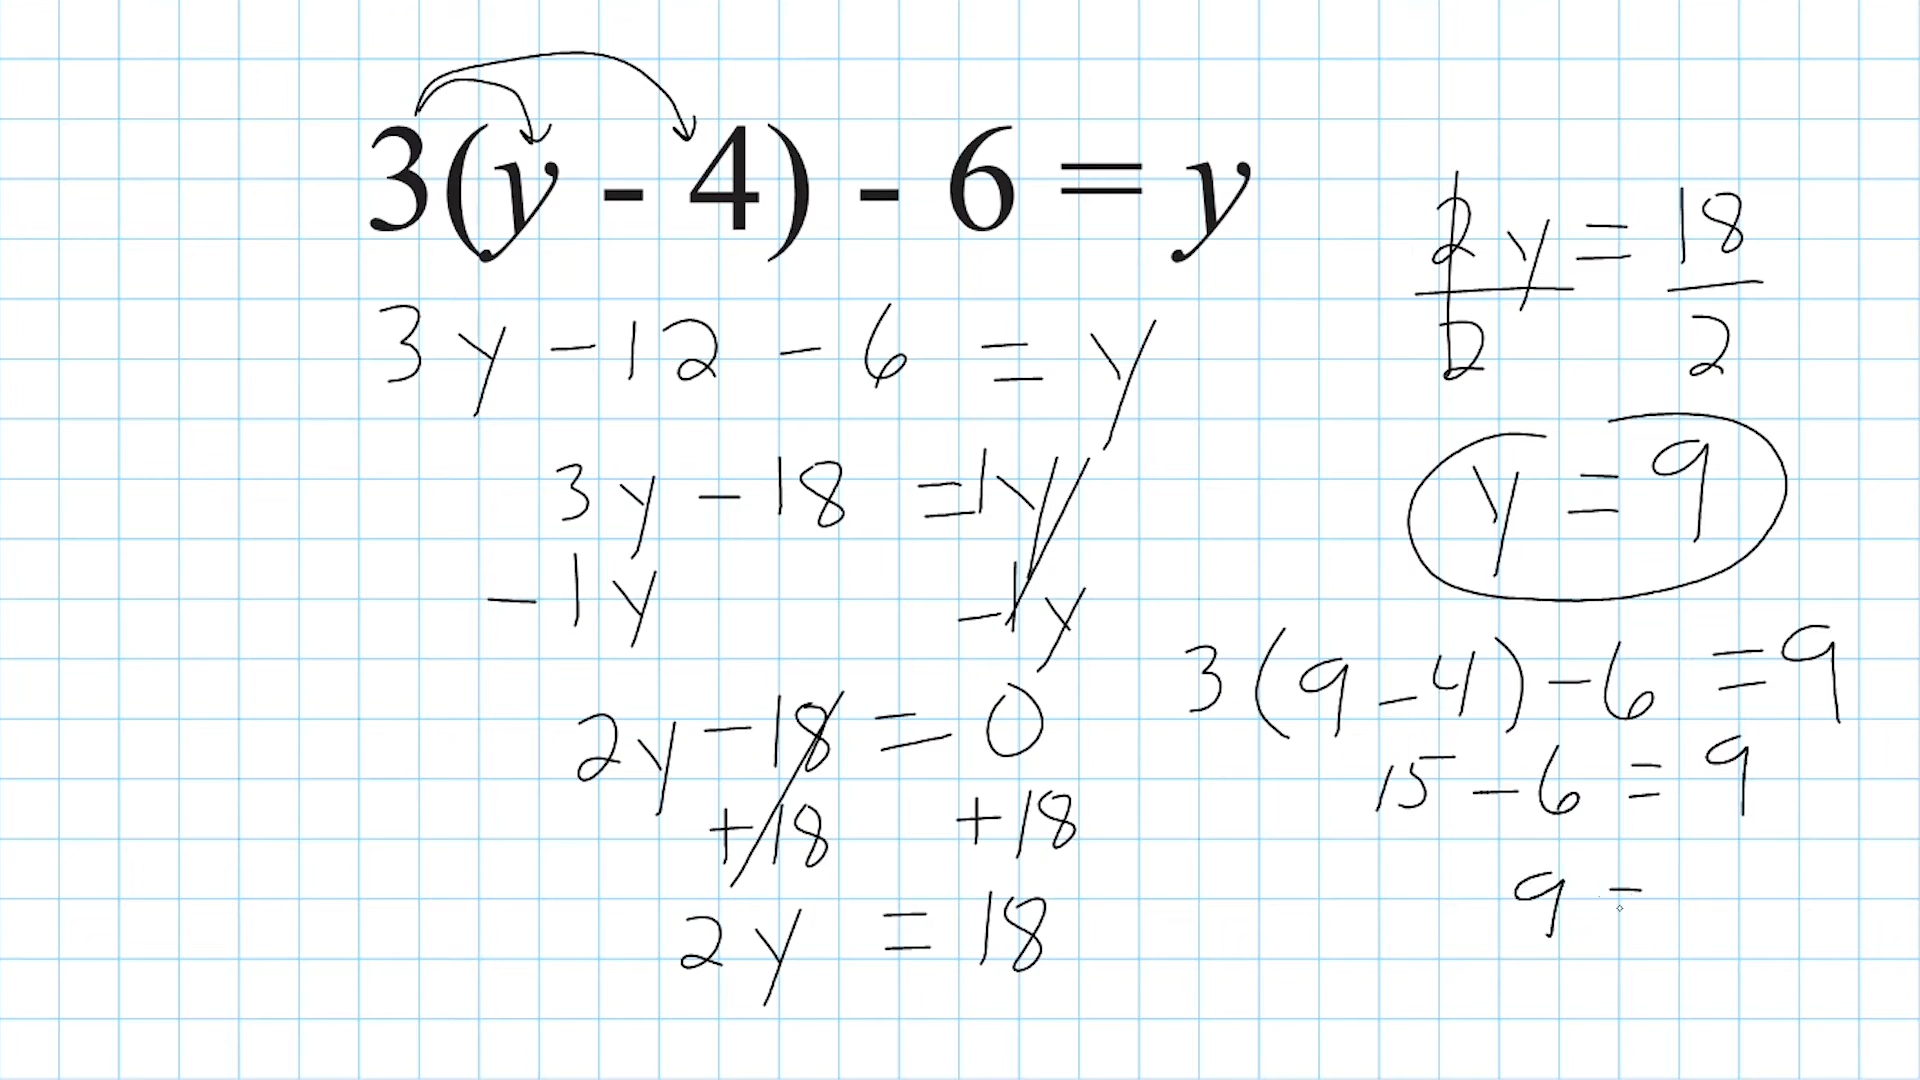 3(y - 4) - 6 = y
3y - 12 - 6 = y
3y - 18 = 1y
- 1y - 1y
2y - 18 = 0
+ 18 + 18
2y = 18
2y = 18
2 2
y = 9
3(9 - 4) - 6 = 9
15 - 6 = 9
9 =